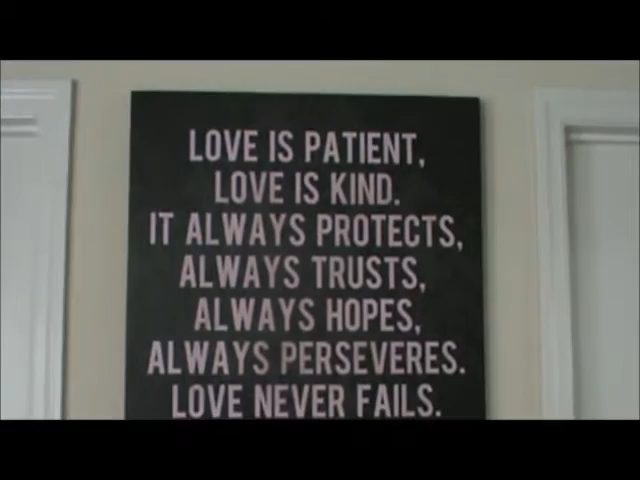 LOVE IS PATIENT,
LOVE IS KIND.
IT ALWAYS PROTECTS,
ALWAYS TRUSTS,
ALWAYS HOPES,
ALWAYS PERSEVERES.
LOVE NEVER FAILS.